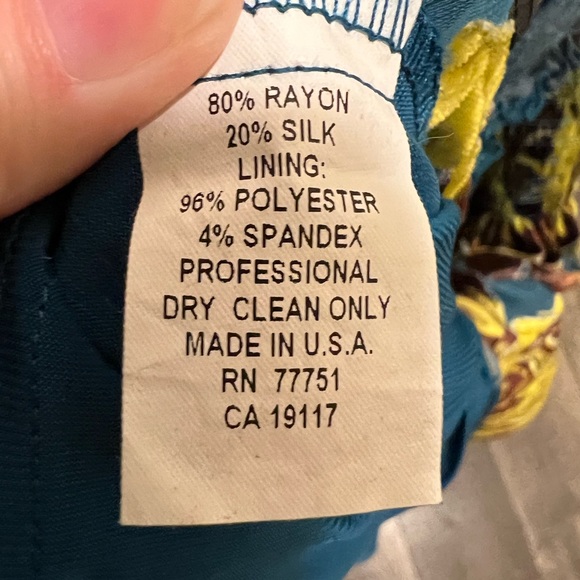 80% RAYON
20% SILK
LINING:
96% POLYESTER
4% SPANDEX
PROFESSIONAL
DRY CLEAN ONLY
MADE IN U.S.A.
RN 77751
CA 19117